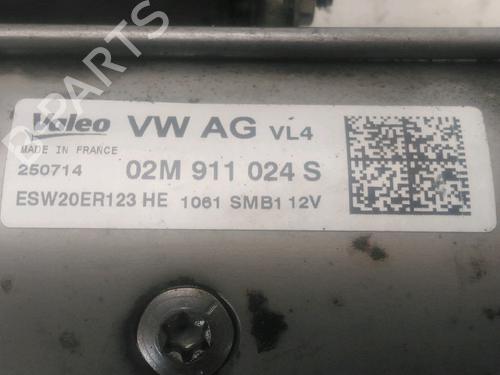 D-PARTS
Valeo VW AG VL4
MADE IN FRANCE
250714 02M 911 024 S
ESW20ER123 HE 1061 SMB1 12V